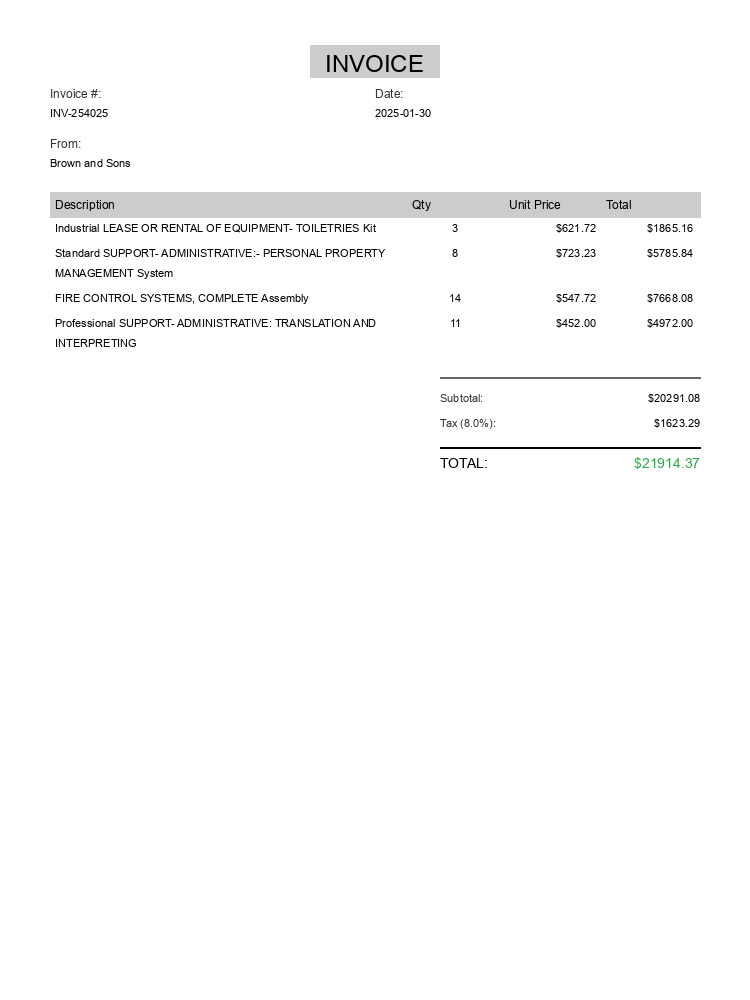 INVOICE
Invoice #: Date:
INV-254025 2025-01-30
From:
Brown and Sons
Description Qty Unit Price Total
Industrial LEASE OR RENTAL OF EQUIPMENT- TOILETRIES Kit 3 $621.72 $1865.16
Standard SUPPORT- ADMINISTRATIVE:- PERSONAL PROPERTY 8 $723.23 $5785.84
MANAGEMENT System
FIRE CONTROL SYSTEMS, COMPLETE Assembly 14 $547.72 $7668.08
Professional SUPPORT- ADMINISTRATIVE: TRANSLATION AND 11 $452.00 $4972.00
INTERPRETING
Subtotal: $20291.08
Tax (8.0%): $1623.29
TOTAL: $21914.37